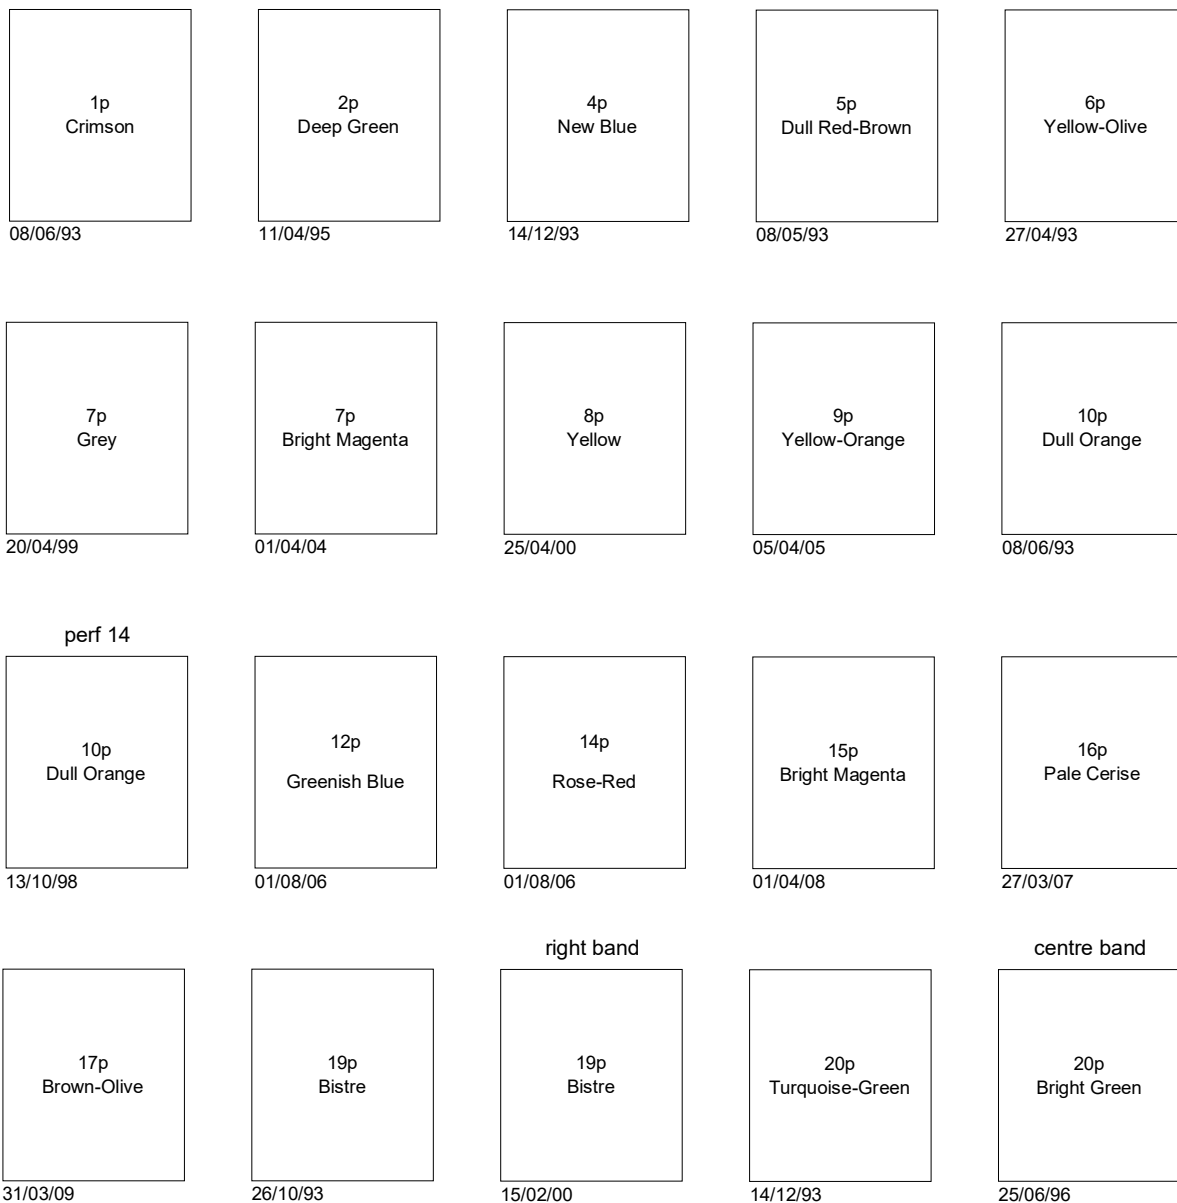 1p
Crimson
08/06/93
2p
Deep Green
11/04/95
4p
New Blue
14/12/93
5p
Dull Red-Brown
08/05/93
6p
Yellow-Olive
27/04/93
7p
Grey
20/04/99
7p
Bright Magenta
01/04/04
8p
Yellow
25/04/00
9p
Yellow-Orange
05/04/05
10p
Dull Orange
08/06/93
perf 14
10p
Dull Orange
13/10/98
12p
Greenish Blue
01/08/06
14p
Rose-Red
01/08/06
15p
Bright Magenta
01/04/08
16p
Pale Cerise
27/03/07
17p
Brown-Olive
31/03/09
19p
Bistre
26/10/93
right band
19p
Bistre
15/02/00
20p
Turquoise-Green
14/12/93
centre band
20p
Bright Green
25/06/96